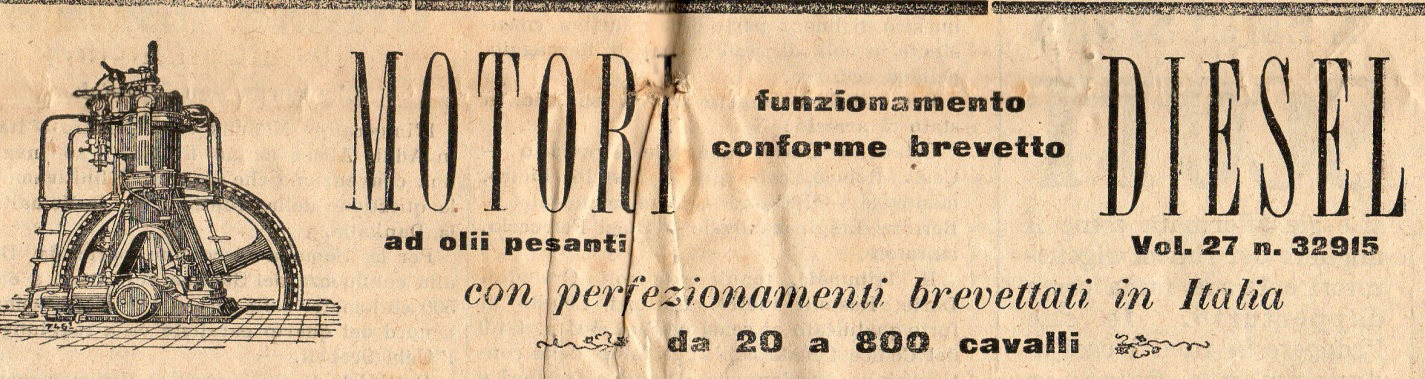 MOTORI
funzionamento
conforme brevetto
DIESEL
ad olii pesanti
Vol. 27 n. 32915
con perfezionamenti brevettati in Italia
da 20 a 800 cavalli